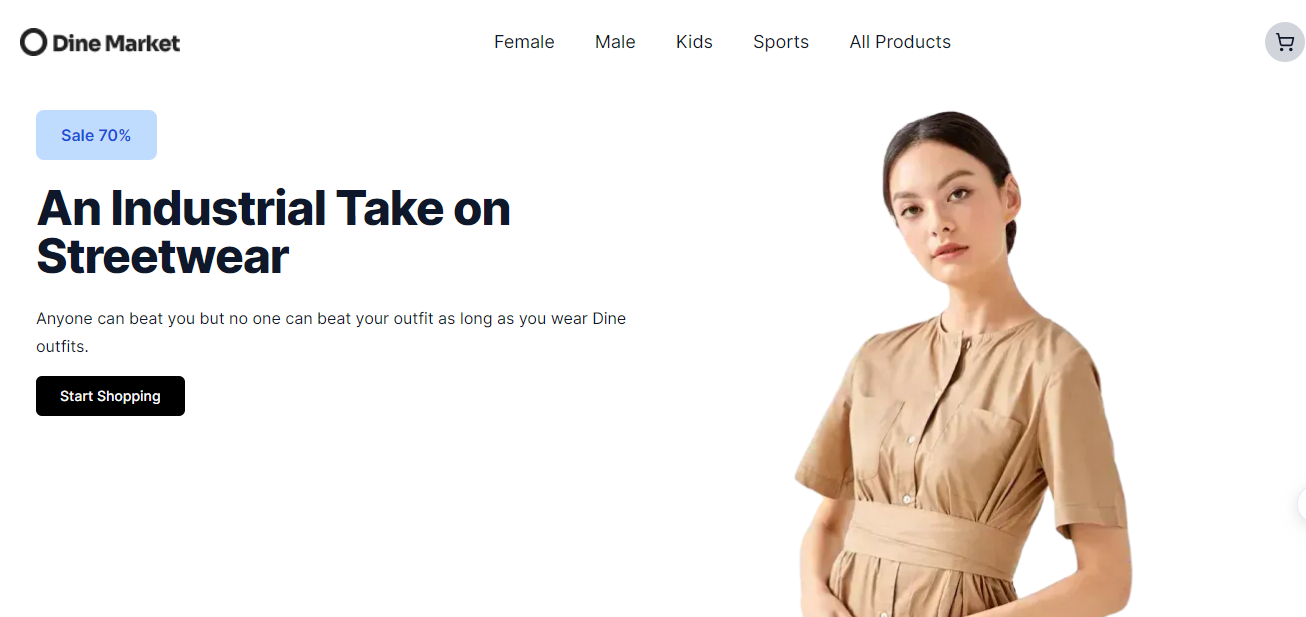 Dine Market
Female Male Kids Sports All Products
Sale 70%
An Industrial Take on
Streetwear
Anyone can beat you but no one can beat your outfit as long as you wear Dine
outfits.
Start Shopping